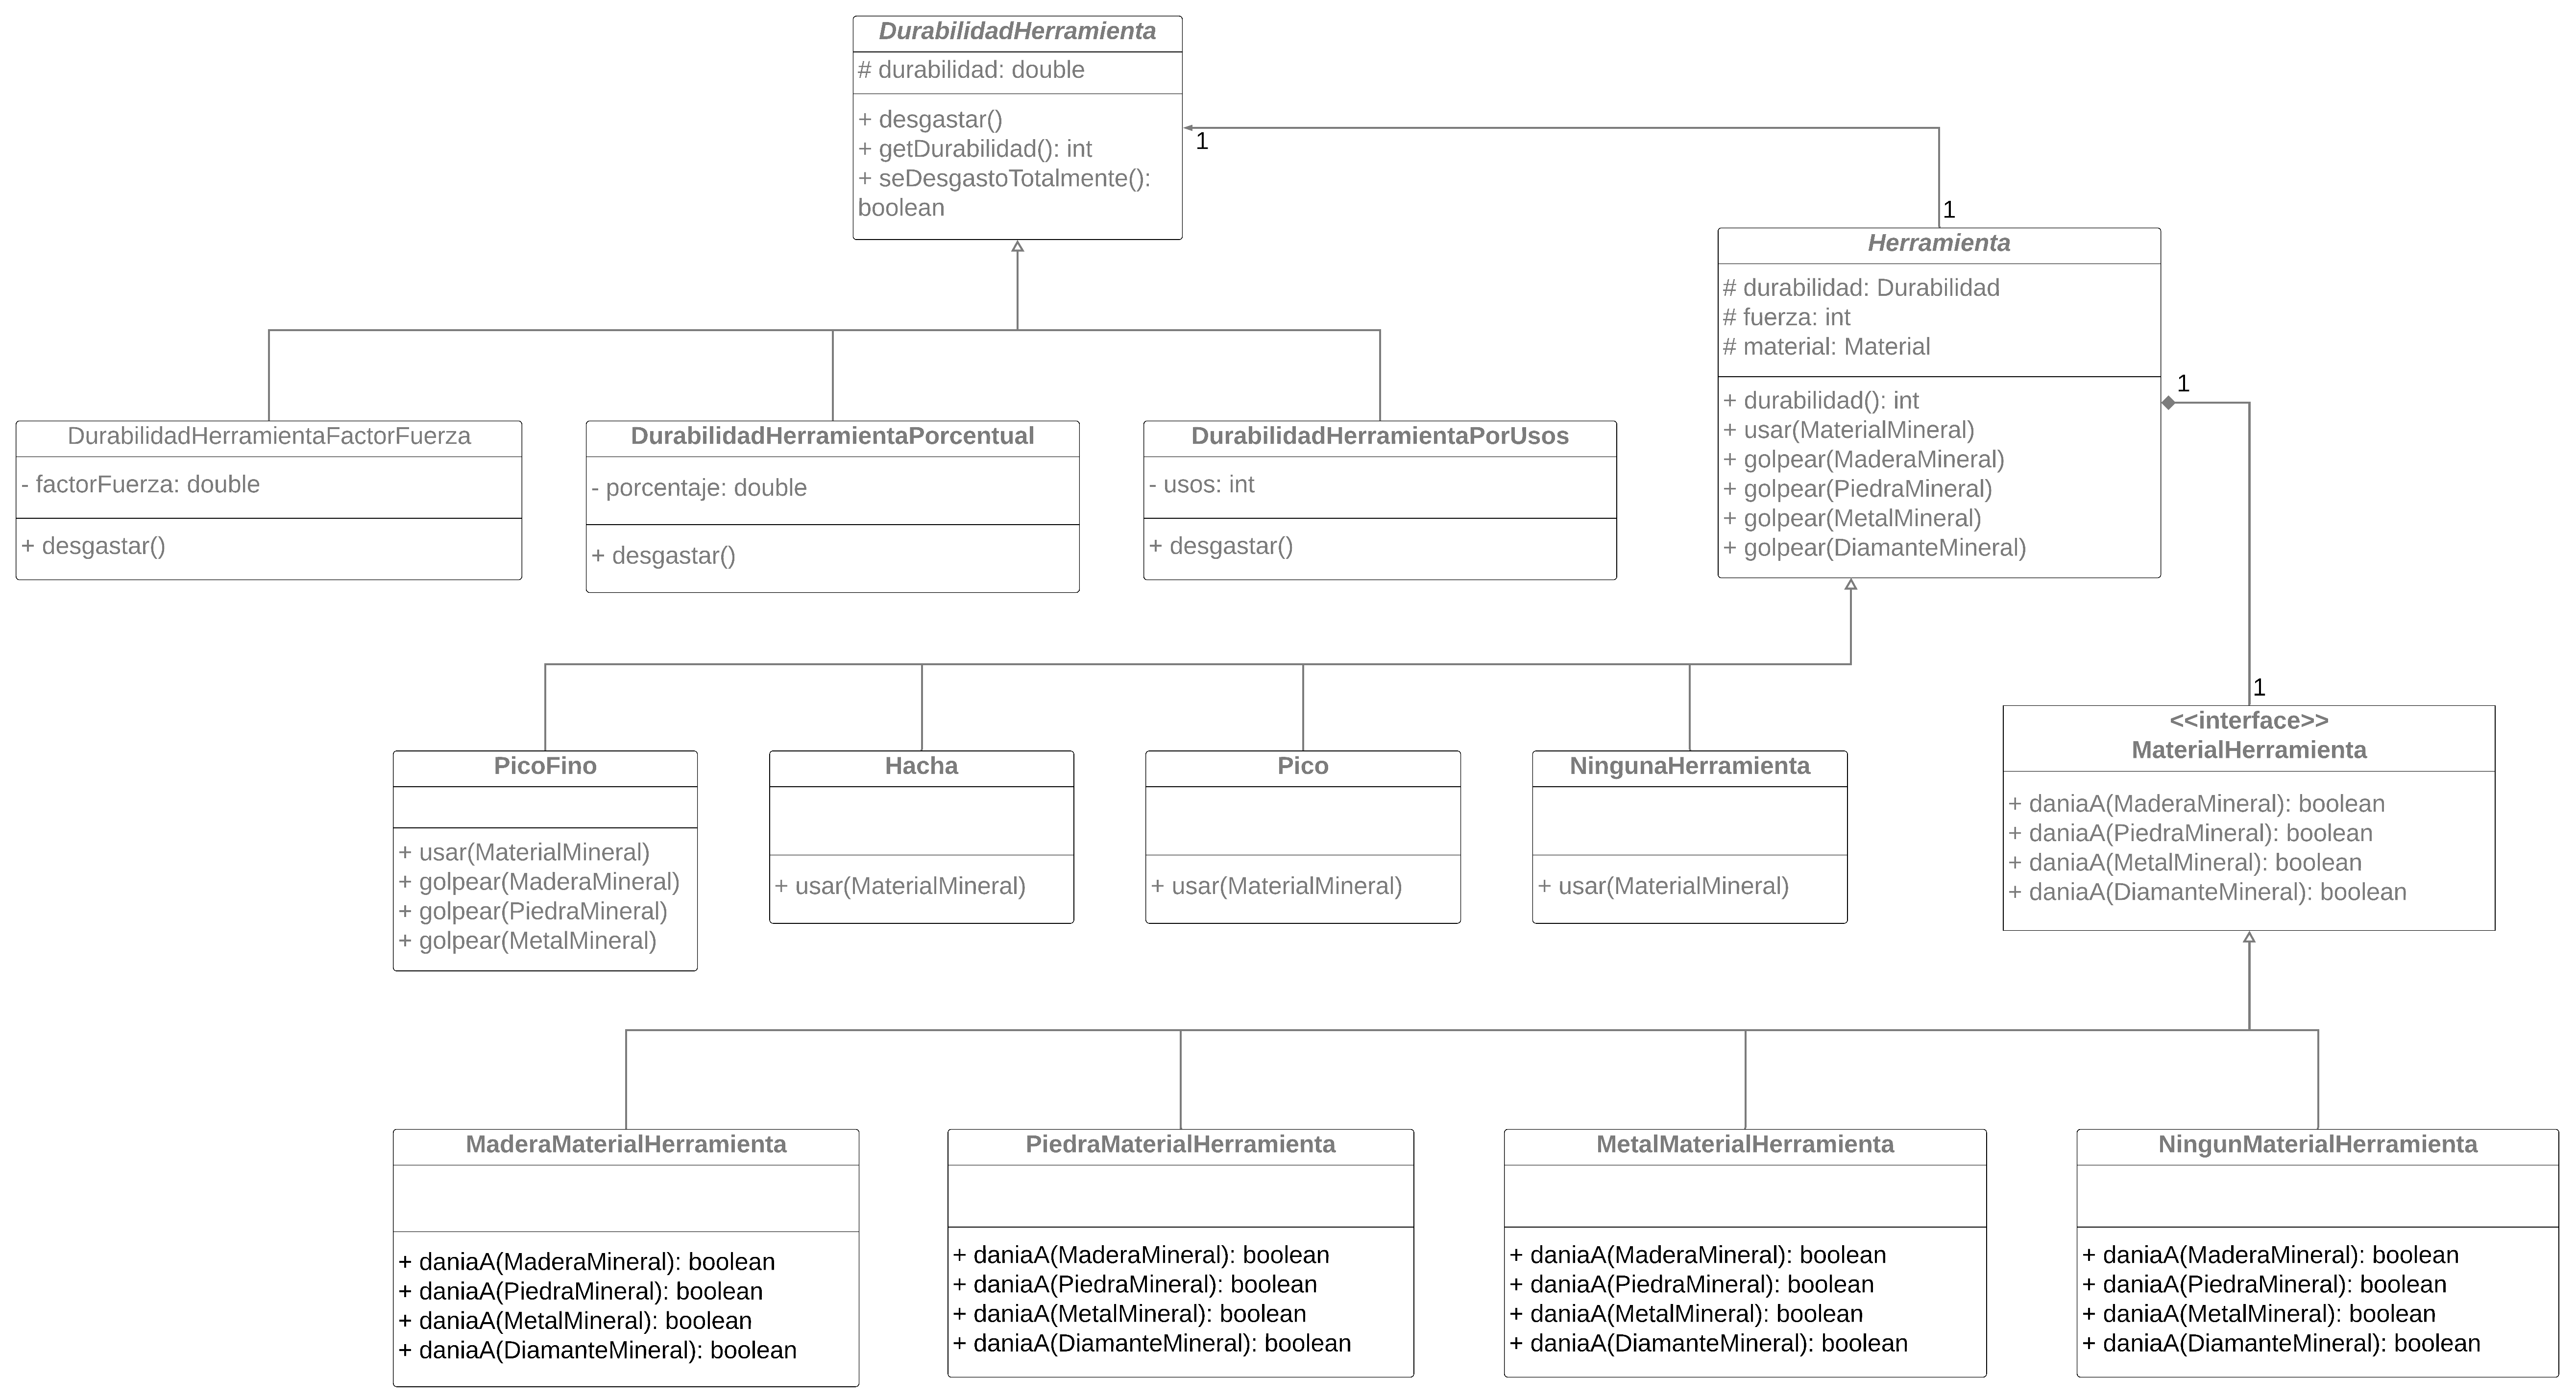 DurabilidadHerramienta
# durabilidad: double
+ desgastar()
+ getDurabilidad(): int
+ seDesgastoTotalmente():
boolean
1
1
Herramienta
# durabilidad: Durabilidad
# fuerza: int
# material: Material
+ durabilidad(): int
+ usar(MaterialMineral)
+ golpear(MaderaMineral)
+ golpear(PiedraMineral)
+ golpear(MetalMineral)
+ golpear(DiamanteMineral)
1
1
DurabilidadHerramientaFactorFuerza
- factorFuerza: double
+ desgastar()
DurabilidadHerramientaPorcentual
- porcentaje: double
+ desgastar()
DurabilidadHerramientaPorUsos
- usos: int
+ desgastar()
PicoFino
+ usar(MaterialMineral)
+ golpear(MaderaMineral)
+ golpear(PiedraMineral)
+ golpear(MetalMineral)
Hacha
+ usar(MaterialMineral)
Pico
+ usar(MaterialMineral)
NingunaHerramienta
+ usar(MaterialMineral)
<<interface>>
MaterialHerramienta
+ daniaA(MaderaMineral): boolean
+ daniaA(PiedraMineral): boolean
+ daniaA(MetalMineral): boolean
+ daniaA(DiamanteMineral): boolean
MaderaMaterialHerramienta
+ daniaA(MaderaMineral): boolean
+ daniaA(PiedraMineral): boolean
+ daniaA(MetalMineral): boolean
+ daniaA(DiamanteMineral): boolean
PiedraMaterialHerramienta
+ daniaA(MaderaMineral): boolean
+ daniaA(PiedraMineral): boolean
+ daniaA(MetalMineral): boolean
+ daniaA(DiamanteMineral): boolean
MetalMaterialHerramienta
+ daniaA(MaderaMineral): boolean
+ daniaA(PiedraMineral): boolean
+ daniaA(MetalMineral): boolean
+ daniaA(DiamanteMineral): boolean
NingunMaterialHerramienta
+ daniaA(MaderaMineral): boolean
+ daniaA(PiedraMineral): boolean
+ daniaA(MetalMineral): boolean
+ daniaA(DiamanteMineral): boolean